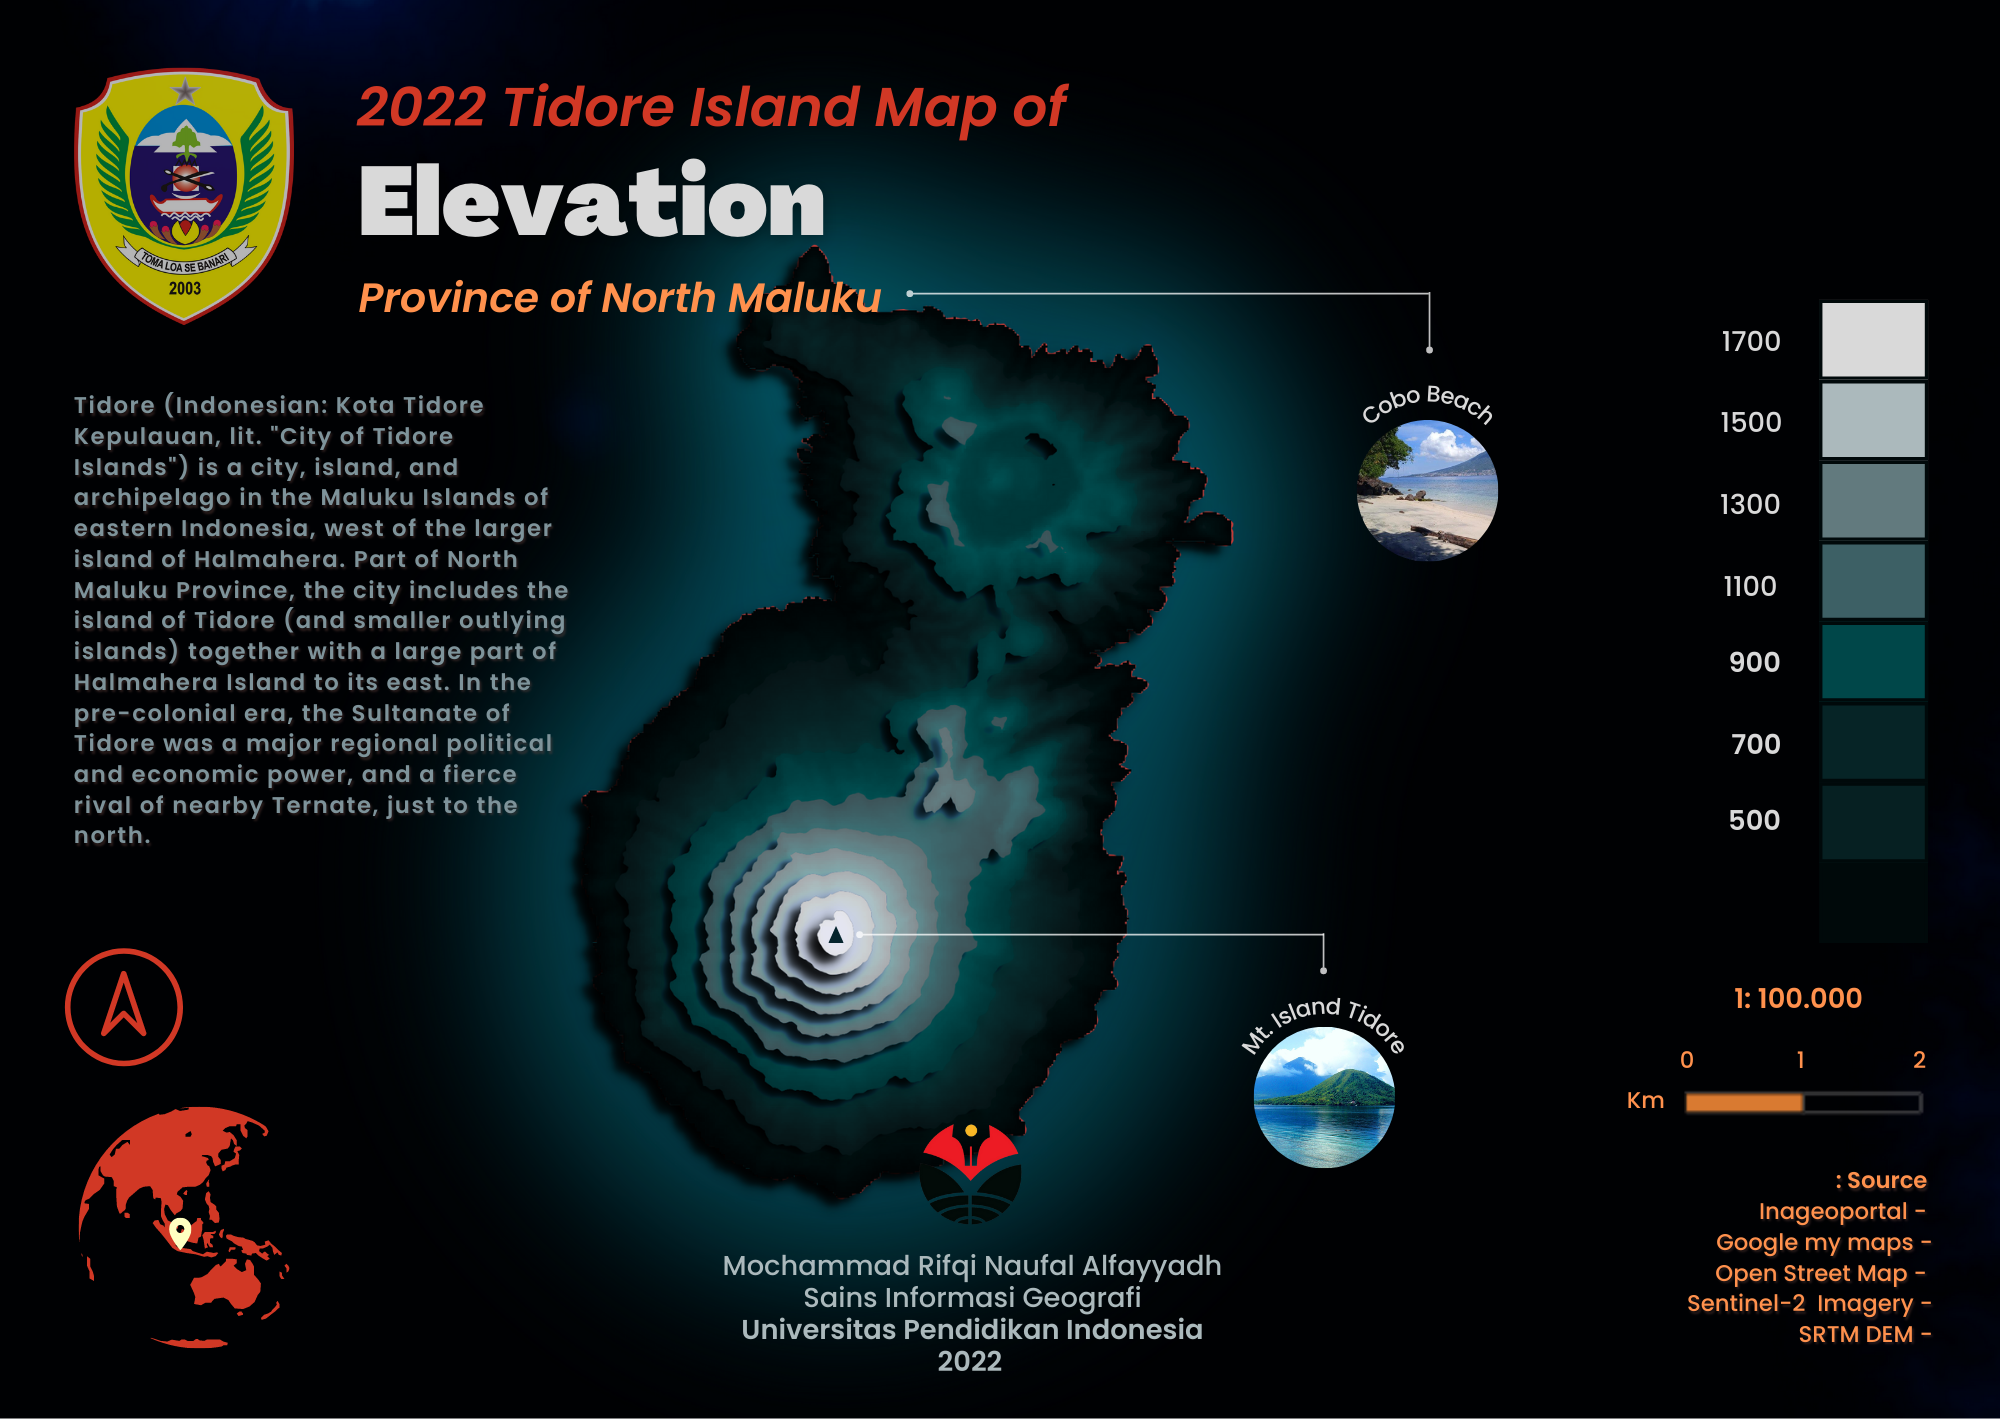 2022 Tidore Island Map of
Elevation
Province of North Maluku
TOMA LOA SE BANARI
2003
Tidore (Indonesian: Kota Tidore
Kepulauan, lit. "City of Tidore
Islands") is a city, island, and
archipelago in the Maluku Islands of
eastern Indonesia, west of the larger
island of Halmahera. Part of North
Maluku Province, the city includes the
island of Tidore (and smaller outlying
islands) together with a large part of
Halmahera Island to its east. In the
pre-colonial era, the Sultanate of
Tidore was a major regional political
and economic power, and a fierce
rival of nearby Ternate, just to the
north.
Cobo Beach
Mt. Island Tidore
1700
1500
1300
1100
900
700
500
1: 100.000
0 1 2
Km
: Source
Inageoportal -
Google my maps -
Open Street Map -
Sentinel-2 Imagery -
SRTM DEM -
Mochammad Rifqi Naufal Alfayyadh
Sains Informasi Geografi
Universitas Pendidikan Indonesia
2022